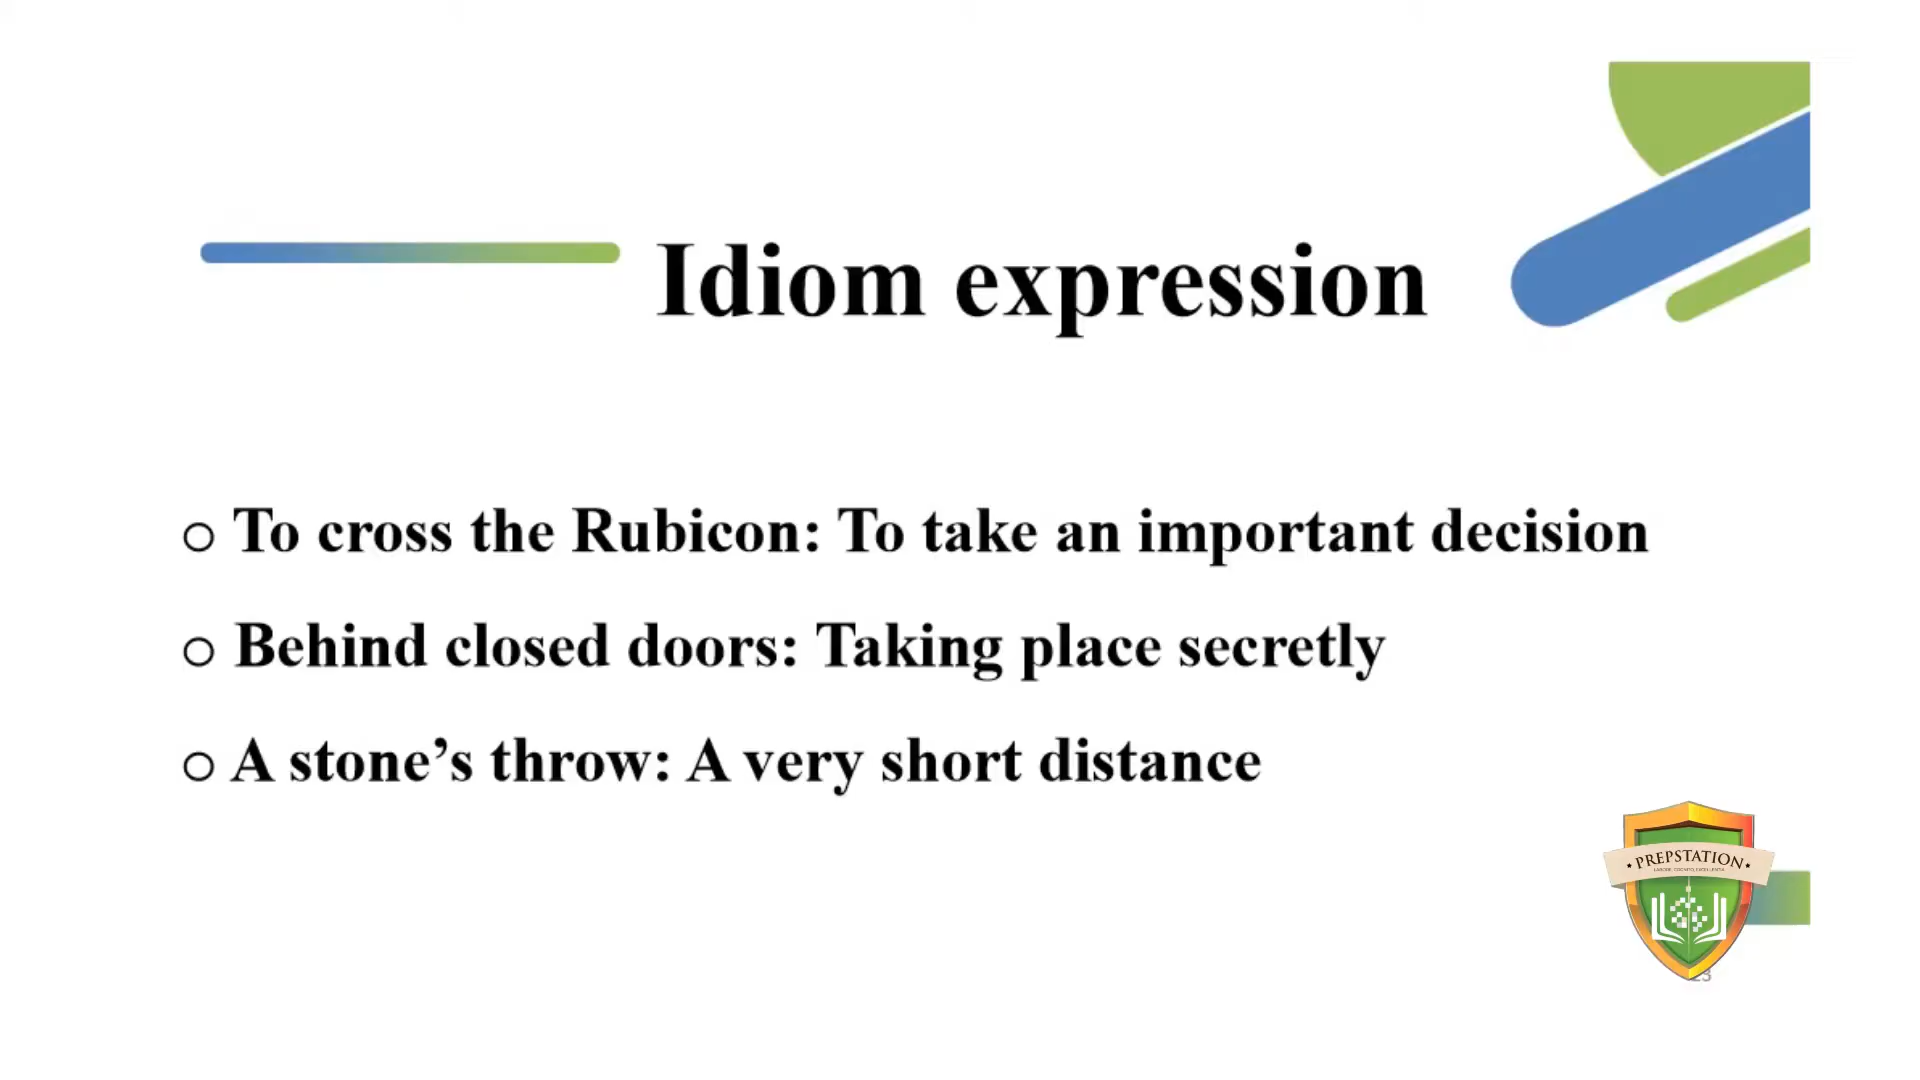 Idiom expression
o To cross the Rubicon: To take an important decision
o Behind closed doors: Taking place secretly
o A stone’s throw: A very short distance
PREPSTATION